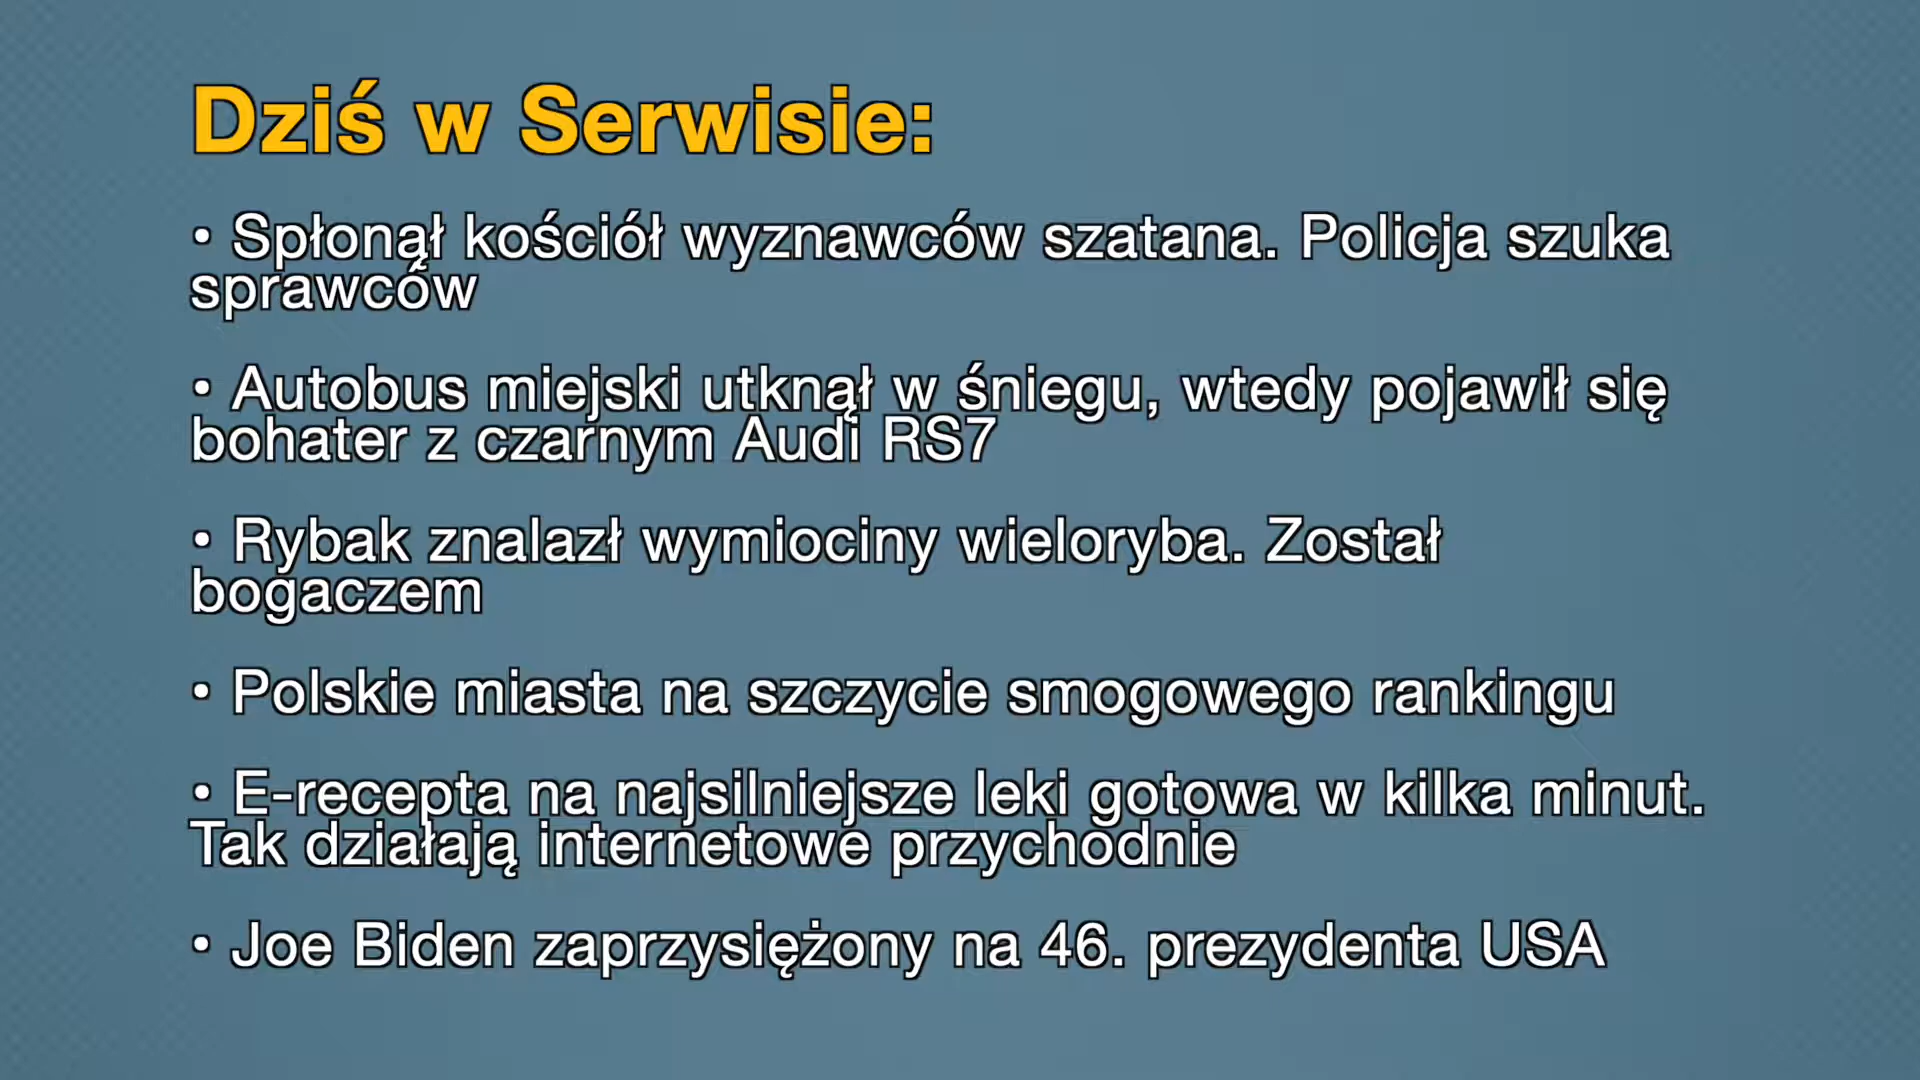 Dziś w Serwisie:
• Spłonął kościół wyznawców szatana. Policja szuka
sprawców
• Autobus miejski utknął w śniegu, wtedy pojawił się
bohater z czarnym Audi RS7
• Rybak znalazł wymiociny wieloryba. Został
bogaczem
• Polskie miasta na szczycie smogowego rankingu
• E-recepta na najsilniejsze leki gotowa w kilka minut.
Tak działają internetowe przychodnie
• Joe Biden zaprzysiężony na 46. prezydenta USA